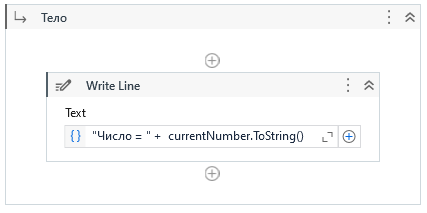 Тело
Write Line
Text
{} "Число = " + currentNumber.ToString()